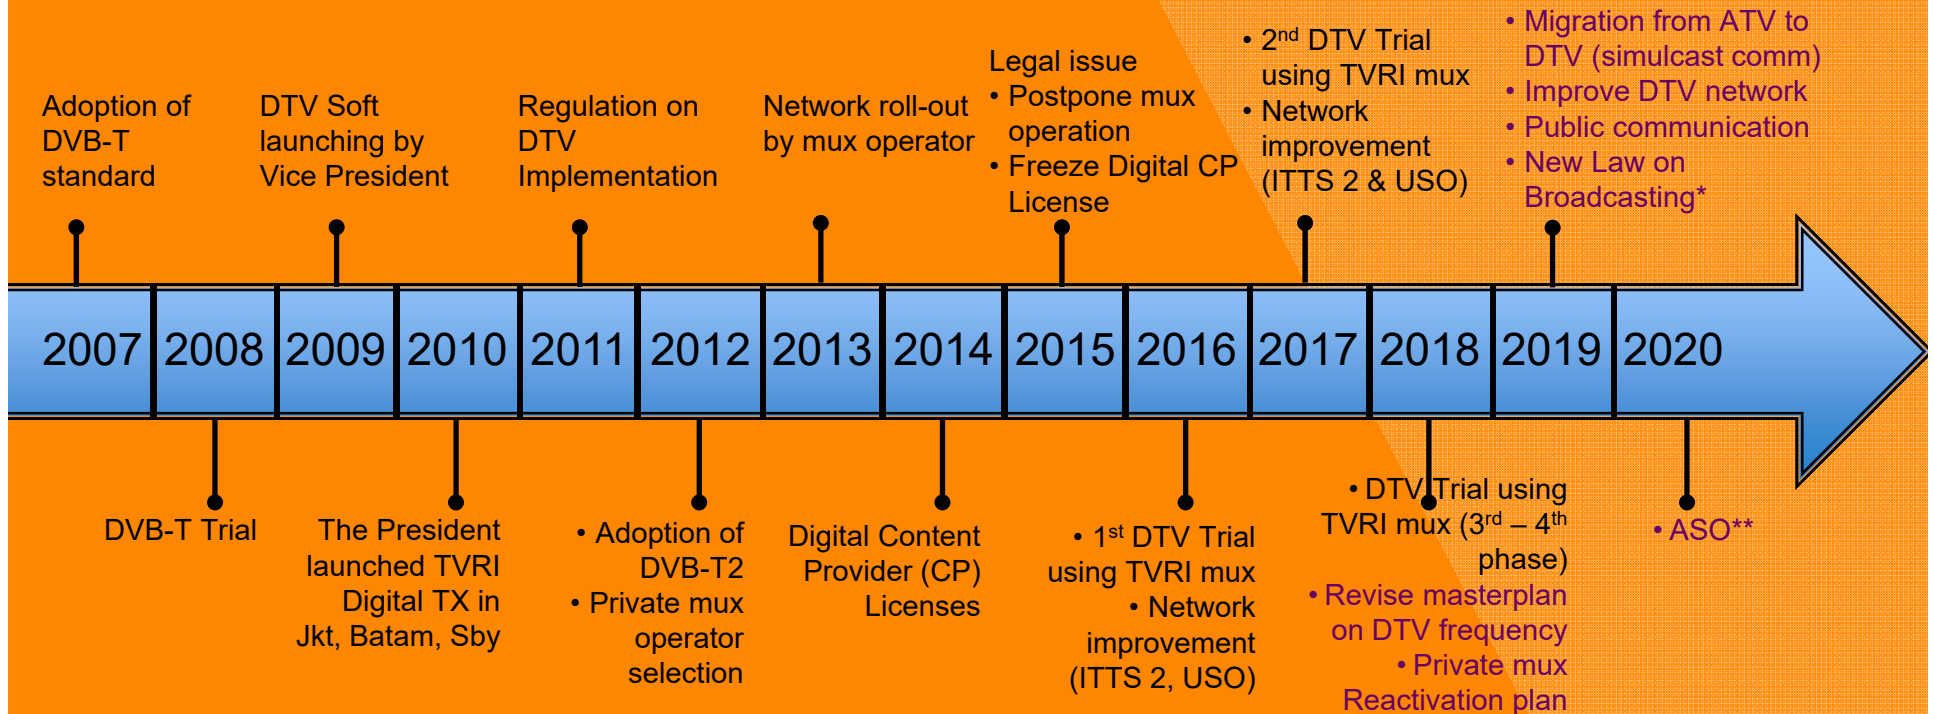 Adoption of
DVB-T
standard
DTV Soft
launching by
Vice President
Regulation on
DTV
Implementation
Network roll-out
by mux operator
Legal issue
• Postpone mux
operation
• Freeze Digital CP
License
• 2nd DTV Trial
using TVRI mux
• Network
improvement
(ITTS 2 & USO)
• Migration from ATV to
DTV (simulcast comm)
• Improve DTV network
• Public communication
• New Law on
Broadcasting*
2007 2008 2009 2010 2011 2012 2013 2014 2015 2016 2017 2018 2019 2020
DVB-T Trial
The President
launched TVRI
Digital TX in
Jkt, Batam, Sby
• Adoption of
DVB-T2
• Private mux
operator
selection
Digital Content
Provider (CP)
Licenses
• 1st DTV Trial
using TVRI mux
• Network
improvement
(ITTS 2, USO)
• DTV Trial using
TVRI mux (3rd – 4th
phase)
• Revise masterplan
on DTV frequency
• Private mux
Reactivation plan
• ASO**